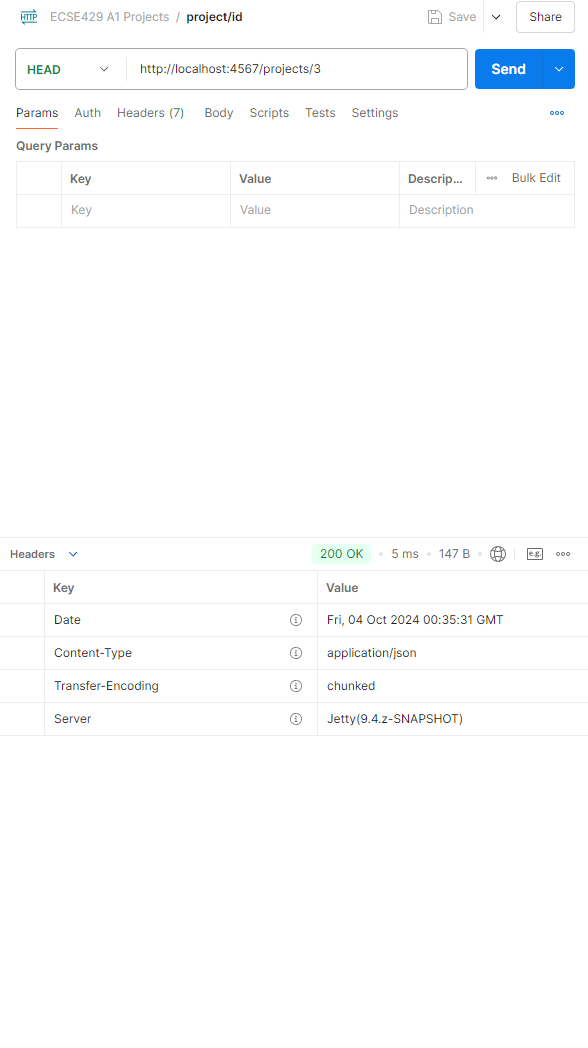 HTTP ECSE429 A1 Projects / project/id Save Share
HEAD http://localhost:4567/projects/3 Send
Params Auth Headers (7) Body Scripts Tests Settings
Query Params
Key Value Descrip... Bulk Edit
Key Value Description
Headers 200 OK • 5 ms • 147 B • e.g.
Key Value
Date Fri, 04 Oct 2024 00:35:31 GMT
Content-Type application/json
Transfer-Encoding chunked
Server Jetty(9.4.z-SNAPSHOT)